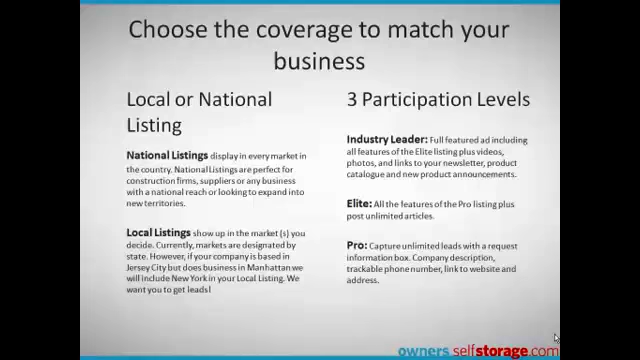 Choose the coverage to match your
business
Local or National
Listing
National Listings display in every market in
the country. National Listings are perfect for
construction firms, suppliers or any business
with a national reach or looking to expand into
new territories.
Local Listings show up in the market (s) you
decide. Currently, markets are designated by
state. However, if your company is based in
Jersey City but does business in Manhattan we
will include New York in your Local Listing. We
want you to get leads!
3 Participation Levels
Industry Leader: Full featured ad including
all features of the Elite listing plus videos,
photos, and links to your newsletter, product
catalogue and new product announcements.
Elite: All the features of the Pro listing plus
post unlimited articles.
Pro: Capture unlimited leads with a request
information box. Company description,
trackable phone number, link to website and
address.
owners.selfstorage.com